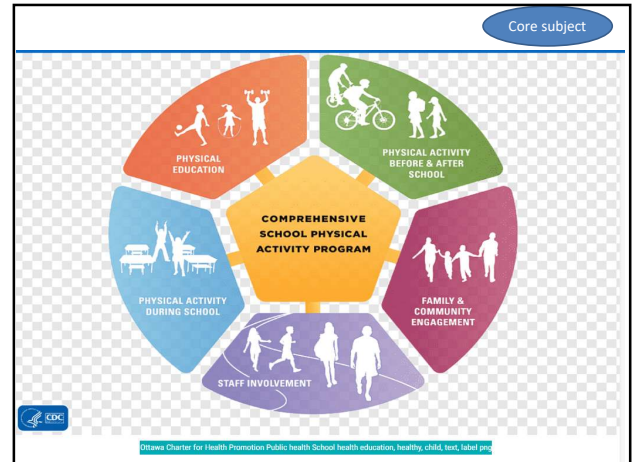 Core subject
PHYSICAL
EDUCATION
PHYSICAL ACTIVITY
BEFORE & AFTER
SCHOOL
COMPREHENSIVE
SCHOOL PHYSICAL
ACTIVITY PROGRAM
PHYSICAL ACTIVITY
DURING SCHOOL
FAMILY &
COMMUNITY
ENGAGEMENT
STAFF INVOLVEMENT
CDC
Ottawa Charter for Health Promotion Public health School health education, healthy, child, text, label png